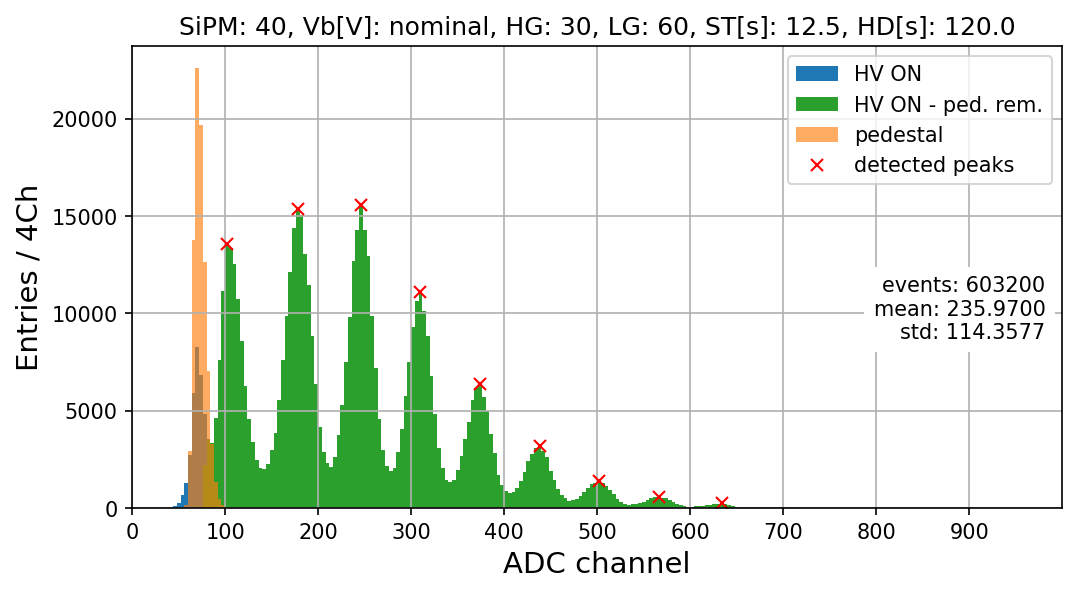 SiPM: 40, Vb[V]: nominal, HG: 30, LG: 60, ST[s]: 12.5, HD[s]: 120.0
HV ON
HV ON - ped. rem.
pedestal
detected peaks
events: 603200
mean: 235.9700
std: 114.3577
Entries / 4Ch
20000
15000
10000
5000
0
0 100 200 300 400 500 600 700 800 900
ADC channel